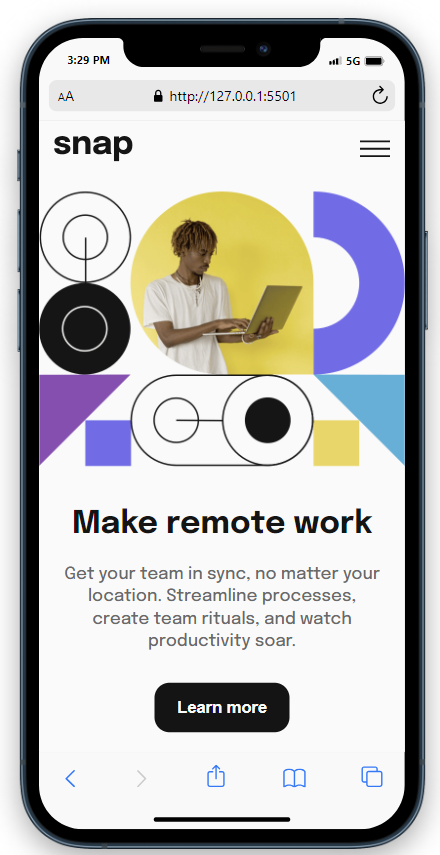 3:29 PM
5G
AA
http://127.0.0.1:5501
snap
Make remote work
Get your team in sync, no matter your
location. Streamline processes,
create team rituals, and watch
productivity soar.
Learn more